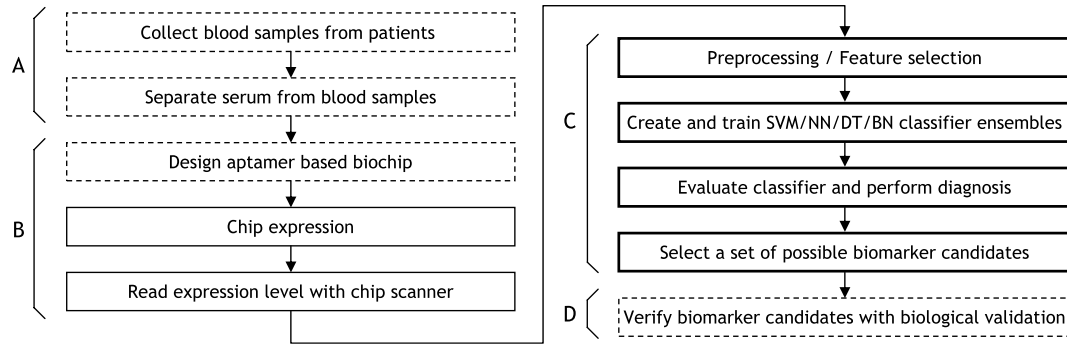 A
Collect blood samples from patients
Separate serum from blood samples
B
Design aptamer based biochip
Chip expression
Read expression level with chip scanner
C
Preprocessing / Feature selection
Create and train SVM/NN/DT/BN classifier ensembles
Evaluate classifier and perform diagnosis
Select a set of possible biomarker candidates
D
Verify biomarker candidates with biological validation